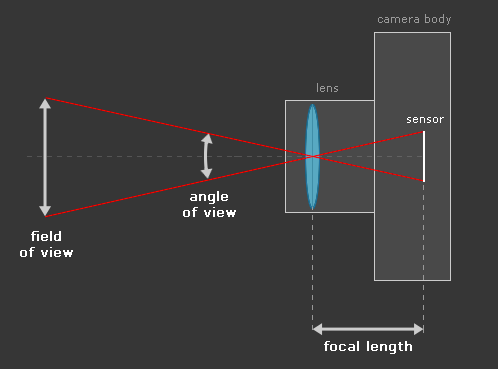 camera body
lens
sensor
angle
of view
field
of view
focal length